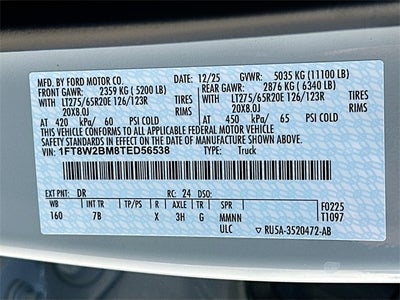 MFD. BY FORD MOTOR CO. 12/25 GVWR: 5035 KG (11100 LB)
FRONT GAWR: 2359 KG ( 5200 LB) REAR GAWR: 2876 KG ( 6340 LB)
WITH LT275/65R20E 126/123R TIRES WITH LT275/65R20E 126/123R TIRES
20X8.0J RIMS 20X8.0J RIMS
AT 420 kPa/ 60 PSI COLD AT 450 kPa/ 65 PSI COLD
THIS VEHICLE CONFORMS TO ALL APPLICABLE FEDERAL MOTOR VEHICLE
SAFETY STANDARDS IN EFFECT ON THE DATE OF MANUFACTURE SHOWN ABOVE.
VIN: 1FT8W2BM8TED56538 TYPE: Truck
EXT PNT: DR RC: 24 DSO: F0225
WB INT TR TP/PS R AXLE TR G T1097
160 7B X 3H G MMNN
ULC RU5A-3520472-AB